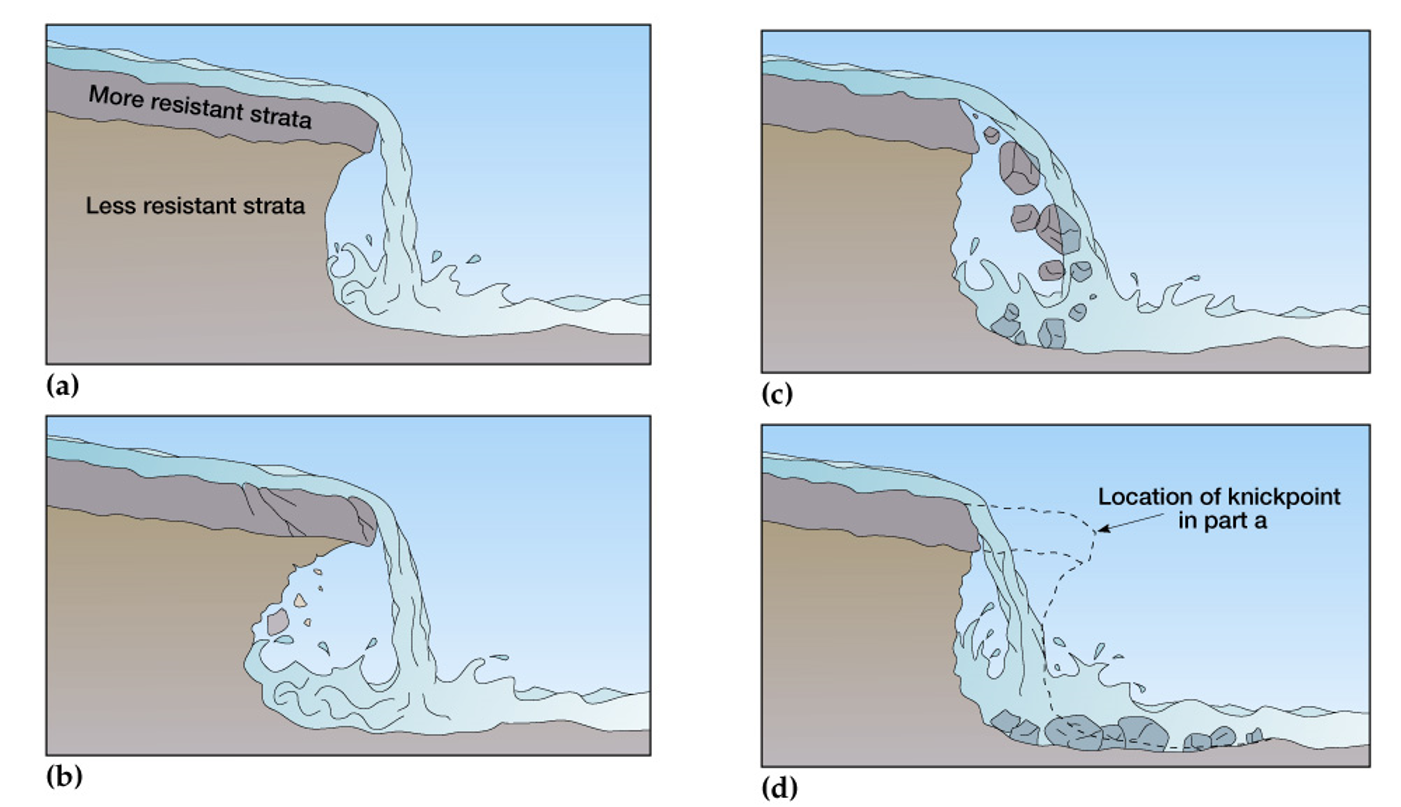 More resistant strata
Less resistant strata
(a)
(b)
(c)
Location of knickpoint
in part a
(d)